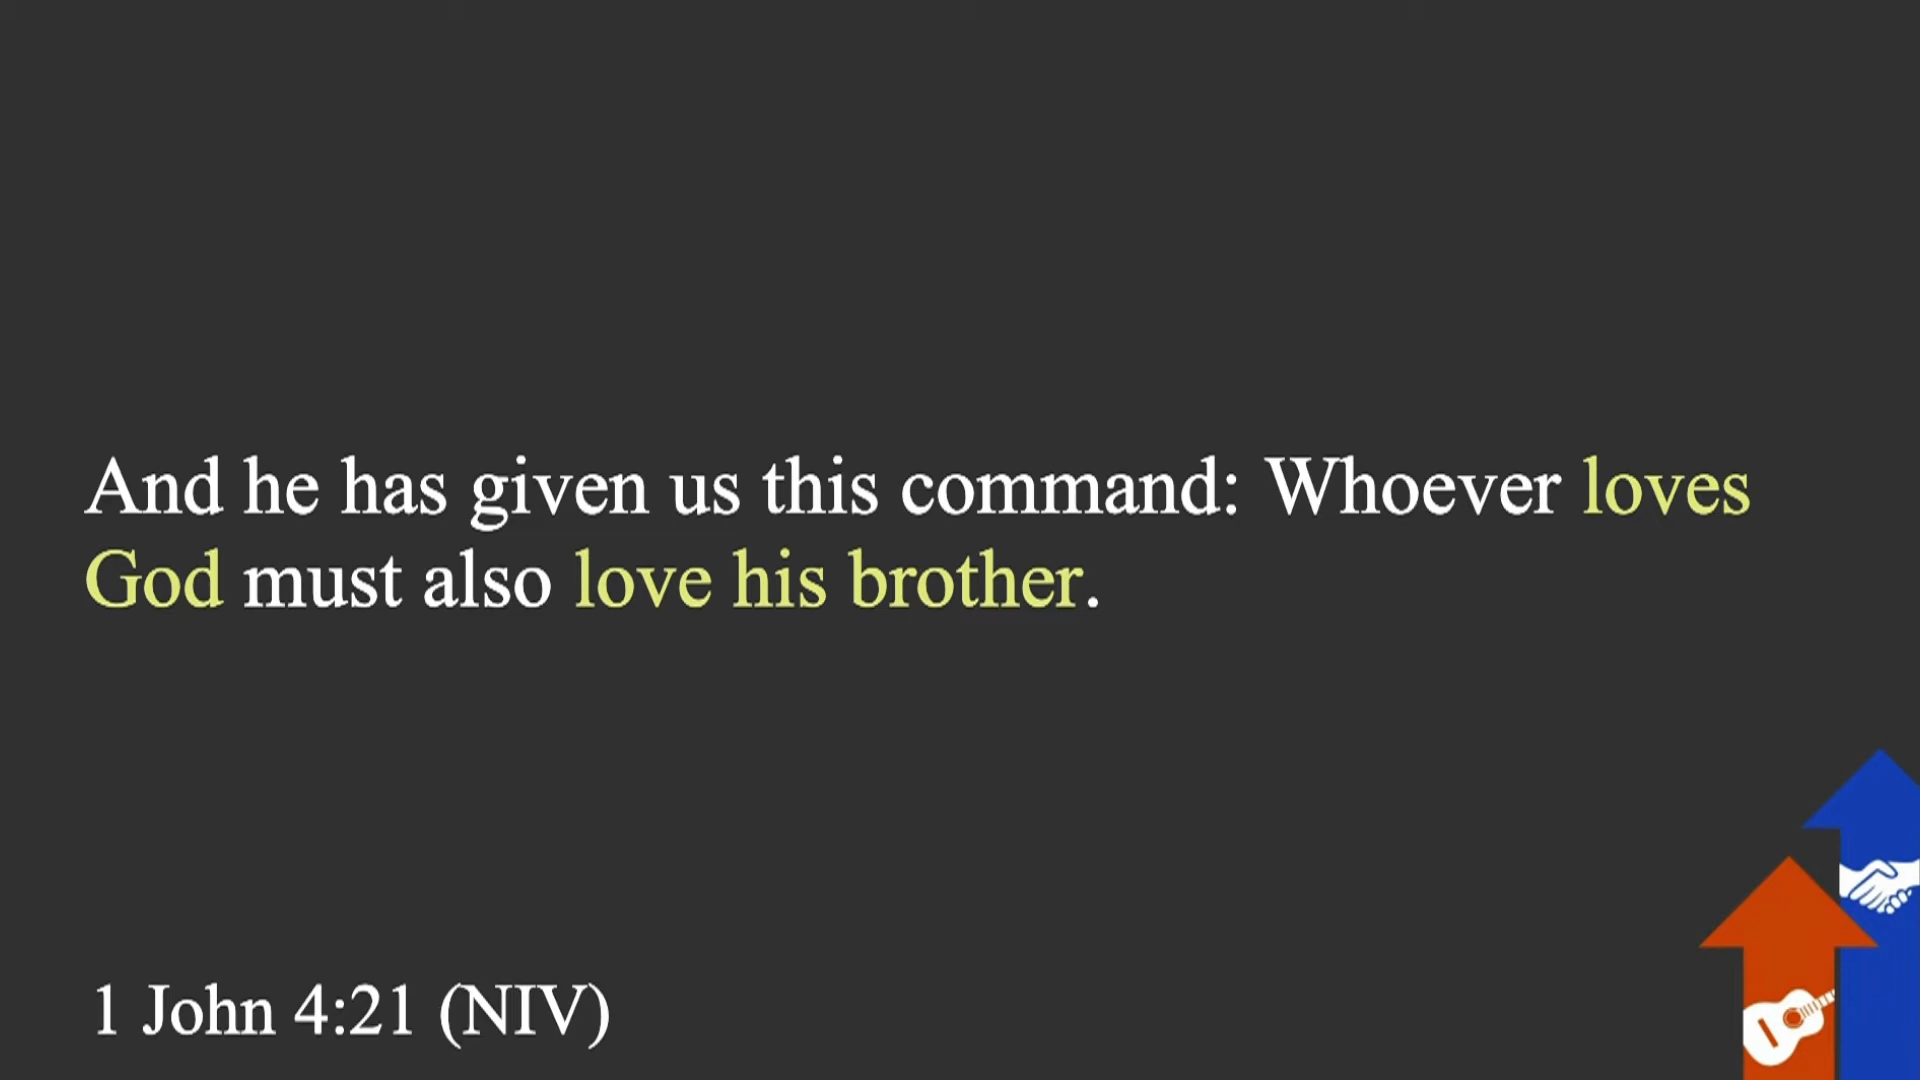 And he has given us this command: Whoever loves
God must also love his brother.
1 John 4:21 (NIV)